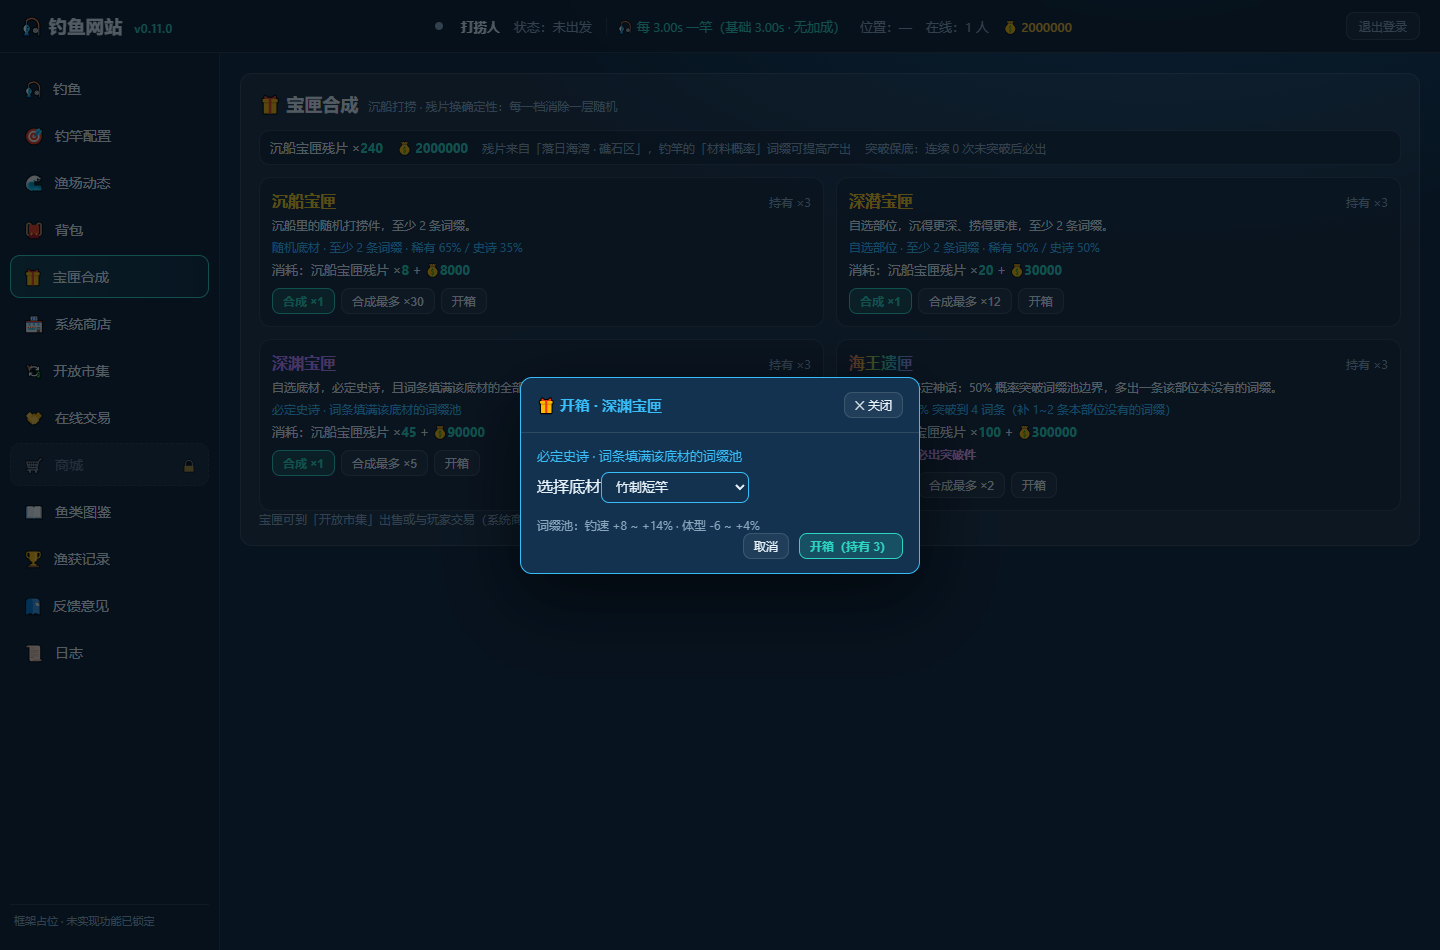 钓鱼网站 v0.11.0
打捞人 状态：未出发 每 3.00s 一竿（基础 3.00s · 无加成） 位置：— 在线：1 人 2000000
退出登录
钓鱼
钓竿配置
渔场动态
背包
宝匣合成
系统商店
开放市集
在线交易
商城
鱼类图鉴
渔获记录
反馈意见
日志
框架占位 · 未实现功能已锁定
宝匣合成 沉船打捞 · 残片换确定性：每一档消除一层随机
沉船宝匣残片 ×240 2000000 残片来自「落日海湾 · 礁石区」，钓竿的「材料概率」词缀可提高产出 突破保底：连续 0 次未突破后必出
沉船宝匣 持有 ×3
沉船里的随机打捞件，至少 2 条词缀。
随机底材 · 至少 2 条词缀 · 稀有 65% / 史诗 35%
消耗：沉船宝匣残片 ×8 + 8000
合成 ×1 合成最多 ×30 开箱
深潜宝匣 持有 ×3
自选部位，沉得更深、捞得更准，至少 2 条词缀。
自选部位 · 至少 2 条词缀 · 稀有 50% / 史诗 50%
消耗：沉船宝匣残片 ×20 + 30000
合成 ×1 合成最多 ×12 开箱
深渊宝匣 持有 ×3
自选底材，必定史诗，且词条填满该底材的全部
必定史诗 · 词条填满该底材的词缀池
消耗：沉船宝匣残片 ×45 + 90000
合成 ×1 合成最多 ×5 开箱
海王遗匣 持有 ×3
定神话：50% 概率突破词缀池边界，多出一条该部位本没有的词缀。
% 突破到 4 词条（补 1~2 条本部位没有的词缀）
宝匣残片 ×100 + 300000
必出突破件
合成最多 ×2 开箱
宝匣可到「开放市集」出售或与玩家交易（系统商
开箱 · 深渊宝匣
✕ 关闭
必定史诗 · 词条填满该底材的词缀池
选择底材 竹制短竿
词缀池：钓速 +8 ~ +14% · 体型 -6 ~ +4%
取消 开箱（持有 3）